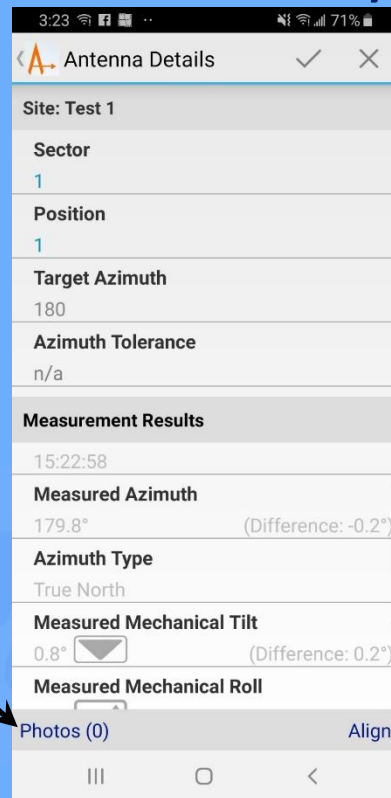 3:23 71%
Antenna Details
Site: Test 1
Sector
1
Position
1
Target Azimuth
180
Azimuth Tolerance
n/a
Measurement Results
15:22:58
Measured Azimuth
179.8° (Difference: -0.2°)
Azimuth Type
True North
Measured Mechanical Tilt
0.8° (Difference: 0.2°)
Measured Mechanical Roll
Photos (0) Align